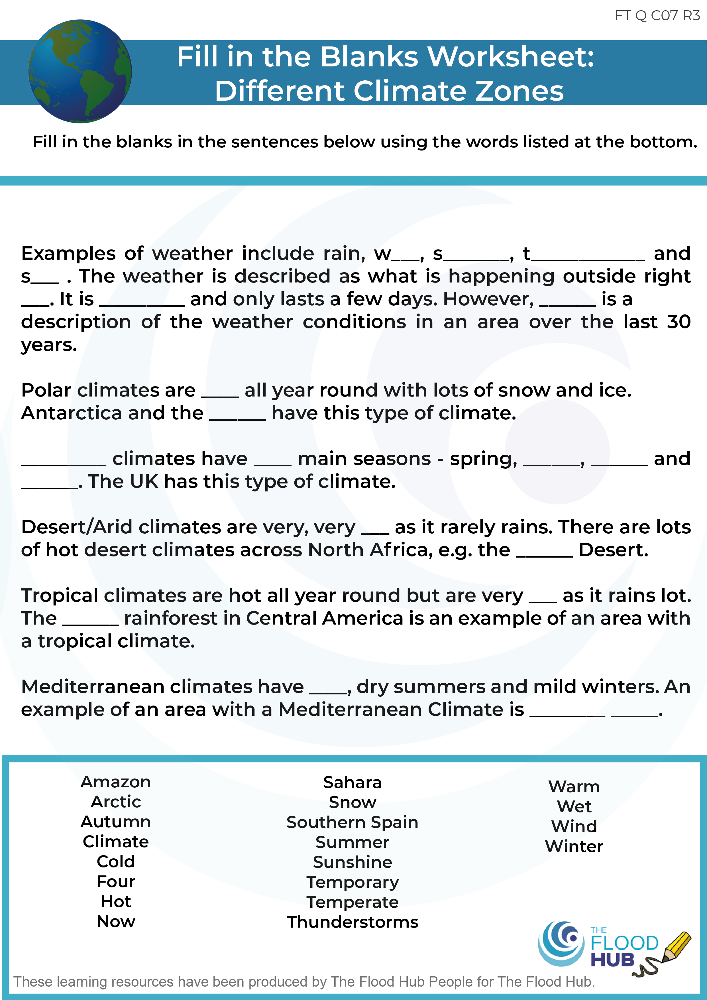 FT Q C07 R3
Fill in the Blanks Worksheet:
Different Climate Zones
Fill in the blanks in the sentences below using the words listed at the bottom.
Examples of weather include rain, w___, s_______, t____________ and
s___ . The weather is described as what is happening outside right
___. It is _________ and only lasts a few days. However, ______ is a
description of the weather conditions in an area over the last 30
years.
Polar climates are ____ all year round with lots of snow and ice.
Antarctica and the ______ have this type of climate.
_________ climates have ____ main seasons - spring, ______, ______ and
______. The UK has this type of climate.
Desert/Arid climates are very, very ___ as it rarely rains. There are lots
of hot desert climates across North Africa, e.g. the ______ Desert.
Tropical climates are hot all year round but are very ___ as it rains lot.
The ______ rainforest in Central America is an example of an area with
a tropical climate.
Mediterranean climates have ____, dry summers and mild winters. An
example of an area with a Mediterranean Climate is ________ _____.
Amazon
Arctic
Autumn
Climate
Cold
Four
Hot
Now
Sahara
Snow
Southern Spain
Summer
Sunshine
Temporary
Temperate
Thunderstorms
Warm
Wet
Wind
Winter
THE
FLOOD
HUB
These learning resources have been produced by The Flood Hub People for The Flood Hub.